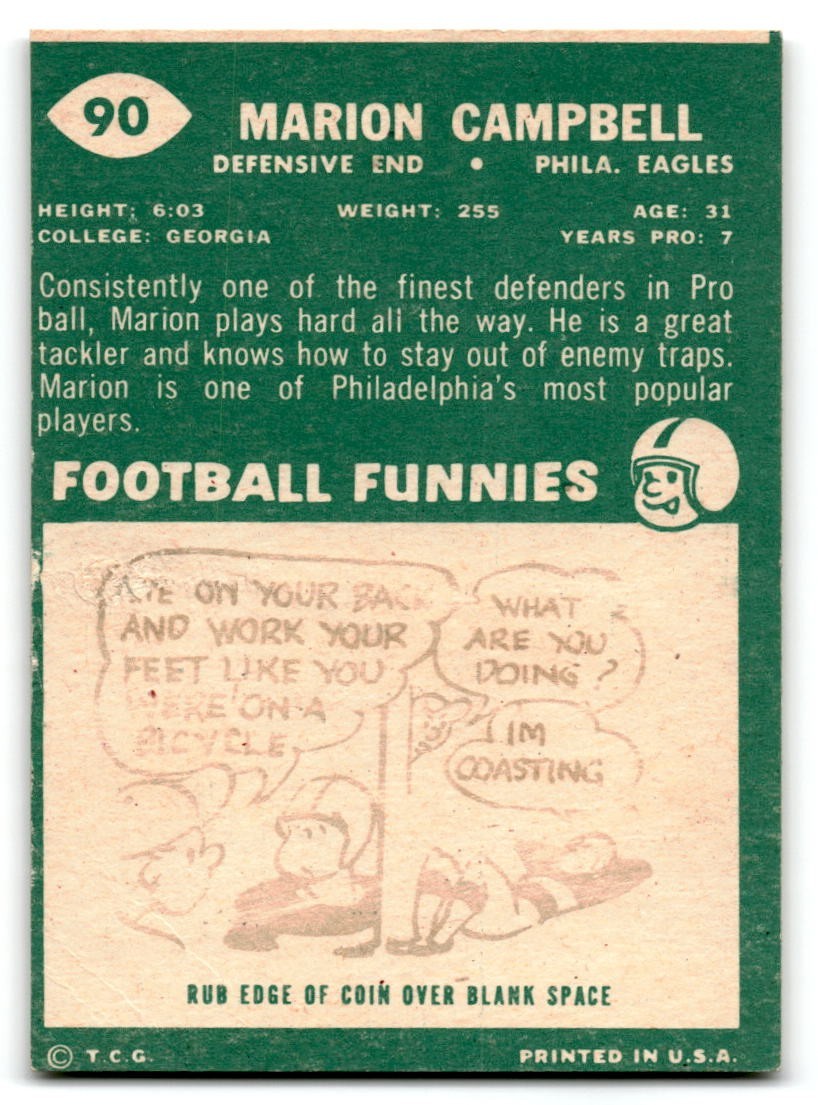 90
MARION CAMPBELL
DEFENSIVE END • PHILA. EAGLES
HEIGHT: 6:03 WEIGHT: 255 AGE: 31
COLLEGE: GEORGIA YEARS PRO: 7
Consistently one of the finest defenders in Pro
ball, Marion plays hard all the way. He is a great
tackler and knows how to stay out of enemy traps.
Marion is one of Philadelphia's most popular
players.
FOOTBALL FUNNIES
ON YOUR BACK
AND WORK YOUR
FEET LIKE YOU
WERE ON A
BICYCLE
WHAT
ARE YOU
DOING?
IM
COASTING
RUB EDGE OF COIN OVER BLANK SPACE
© T.C.G. PRINTED IN U.S.A.